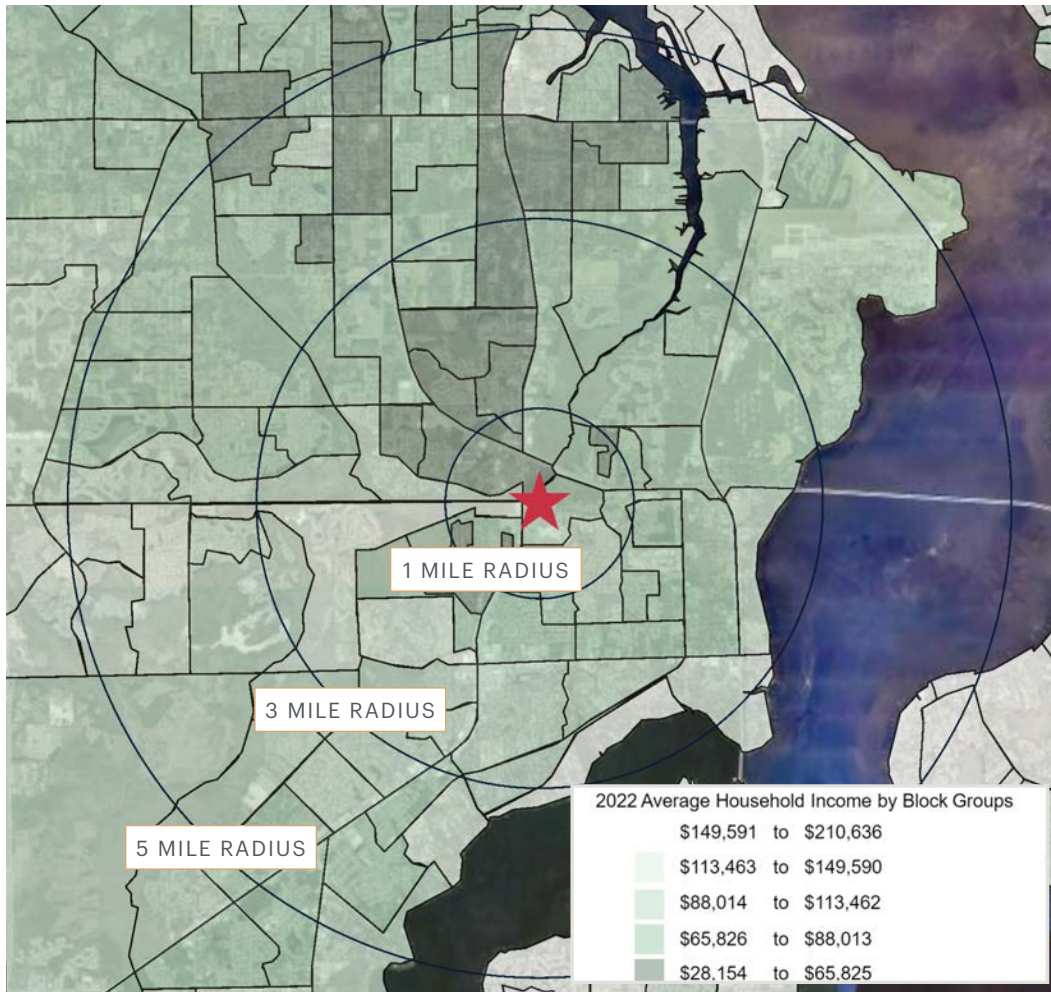 1 MILE RADIUS
3 MILE RADIUS
5 MILE RADIUS
2022 Average Household Income by Block Groups
$149,591 to $210,636
$113,463 to $149,590
$88,014 to $113,462
$65,826 to $88,013
$28,154 to $65,825